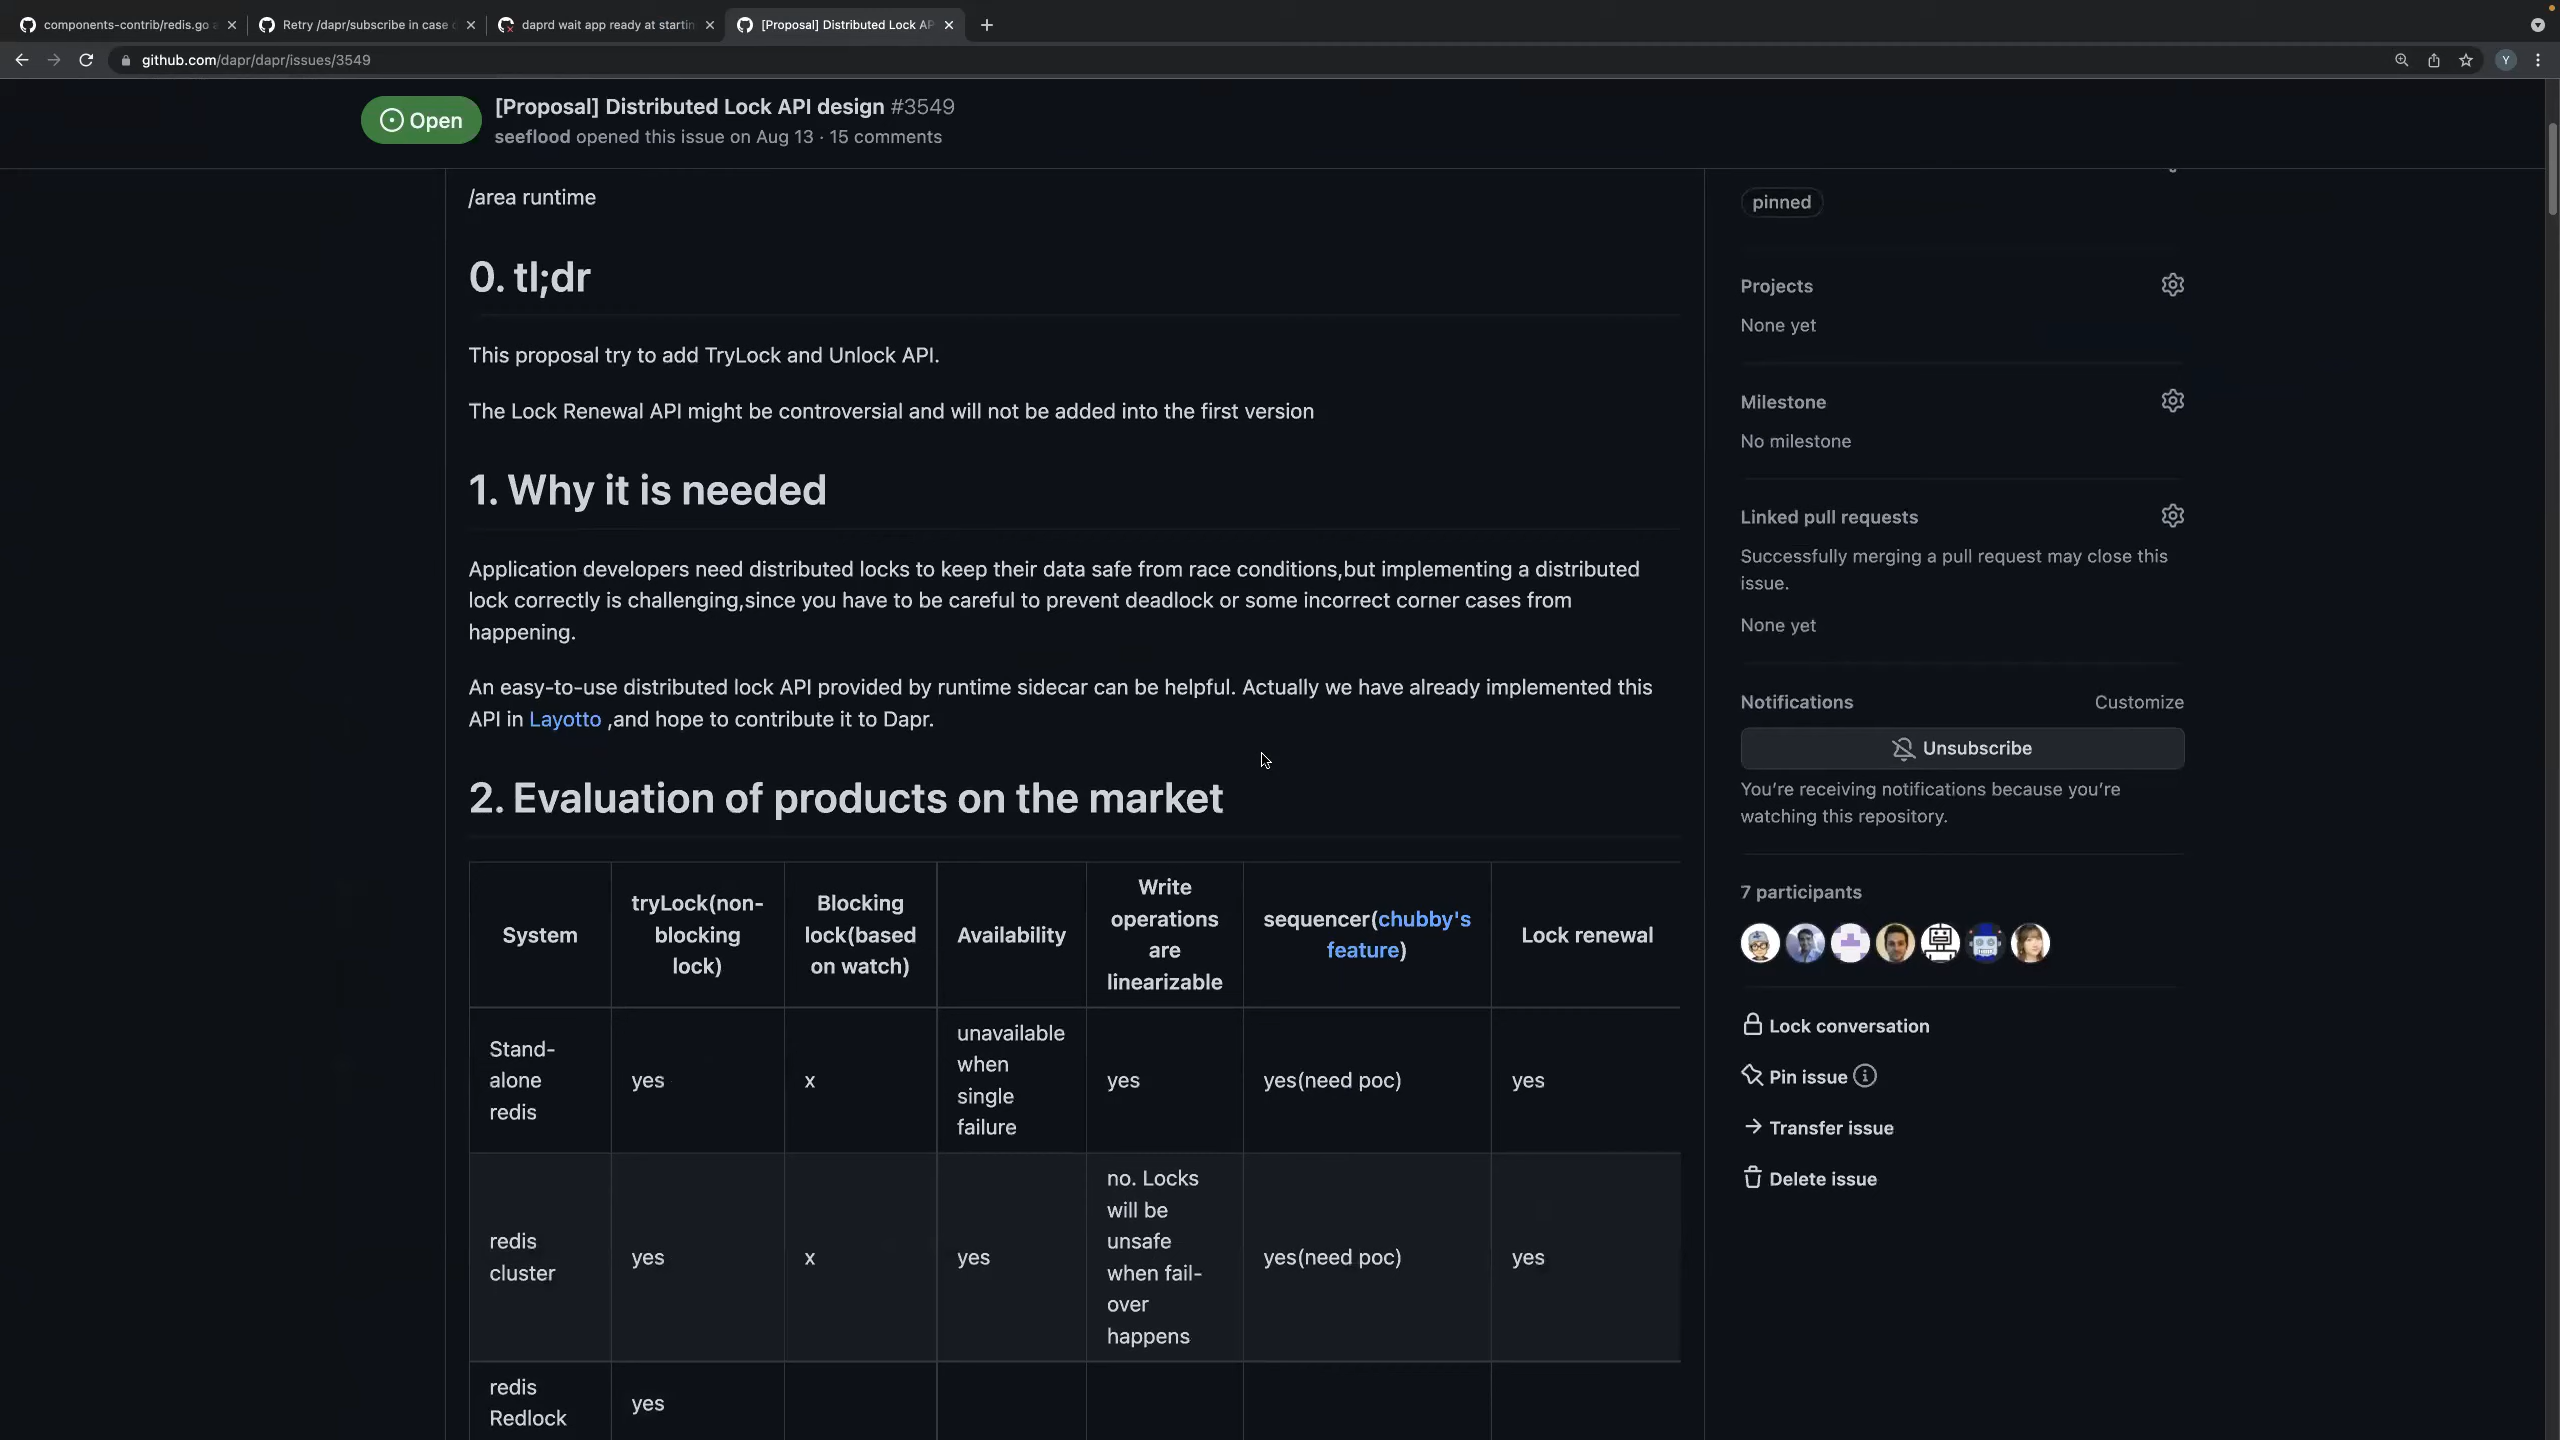 components-contrib/redis.go
Retry /dapr/subscribe in case
daprd wait app ready at startin
[Proposal] Distributed Lock AP
github.com/dapr/dapr/issues/3549
Y
Open
[Proposal] Distributed Lock API design #3549
seeflood opened this issue on Aug 13 · 15 comments
/area runtime
0. tl;dr
This proposal try to add TryLock and Unlock API.
The Lock Renewal API might be controversial and will not be added into the first version
1. Why it is needed
Application developers need distributed locks to keep their data safe from race conditions,but implementing a distributed
lock correctly is challenging,since you have to be careful to prevent deadlock or some incorrect corner cases from
happening.
An easy-to-use distributed lock API provided by runtime sidecar can be helpful. Actually we have already implemented this
API in Layotto ,and hope to contribute it to Dapr.
2. Evaluation of products on the market
System
tryLock(non-
blocking
lock)
Blocking
lock(based
on watch)
Availability
Write
operations
are
linearizable
sequencer(chubby's
feature)
Lock renewal
Stand-
alone
redis
yes
x
unavailable
when
single
failure
yes
yes(need poc)
yes
redis
cluster
yes
x
yes
no. Locks
will be
unsafe
when fail-
over
happens
yes(need poc)
yes
redis
Redlock
yes
pinned
Projects
None yet
Milestone
No milestone
Linked pull requests
Successfully merging a pull request may close this
issue.
None yet
Notifications
Customize
Unsubscribe
You're receiving notifications because you're
watching this repository.
7 participants
Lock conversation
Pin issue
Transfer issue
Delete issue